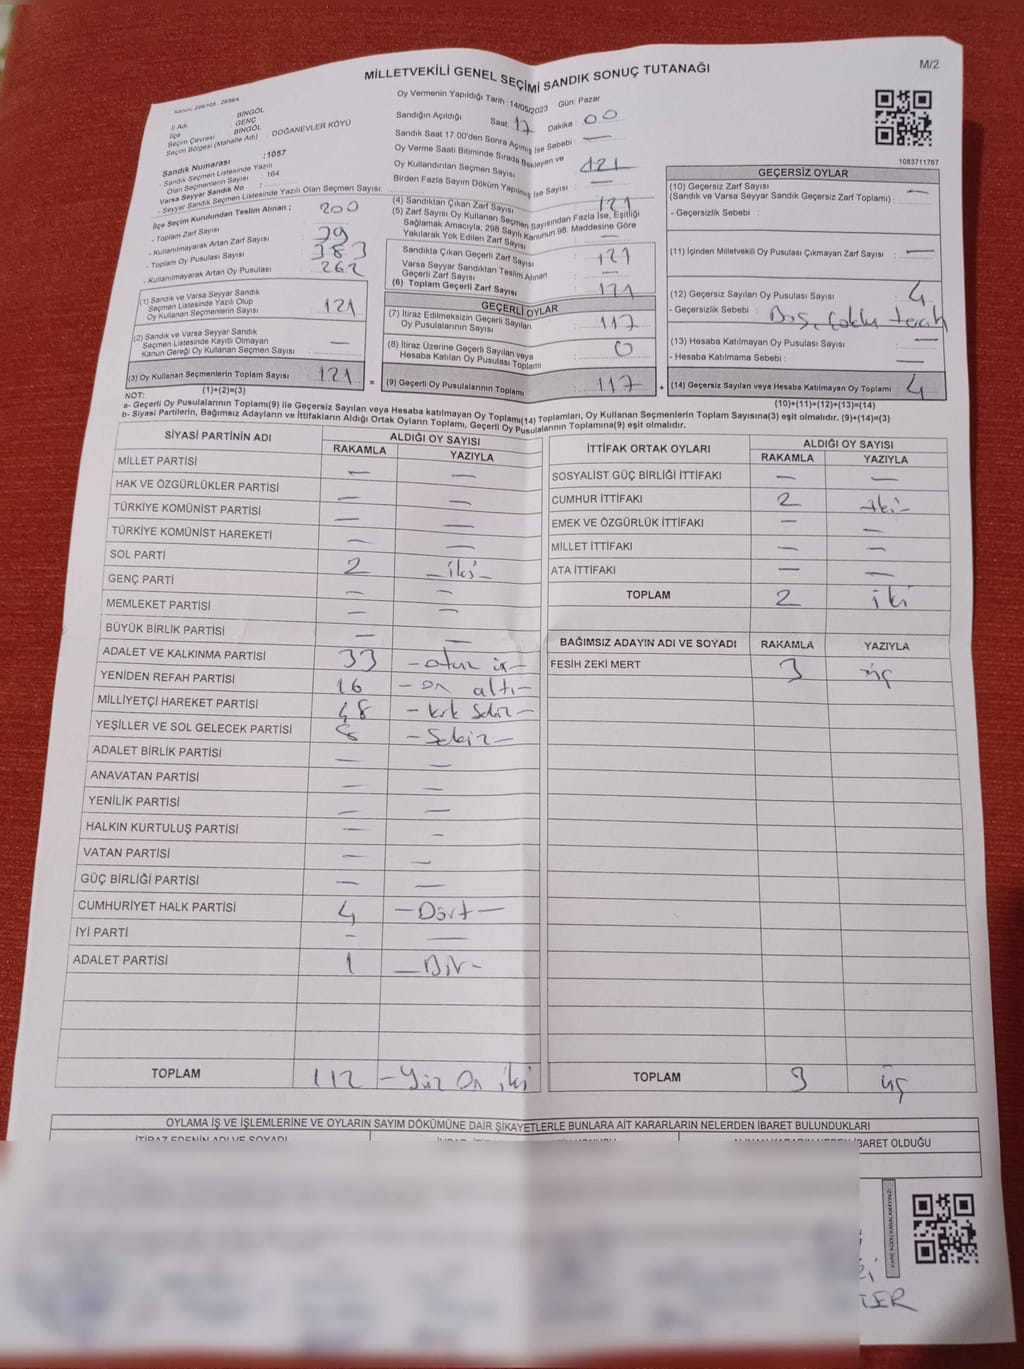 M/2
MİLLETVEKİLİ GENEL SEÇİMİ SANDIK SONUÇ TUTANAĞI
İl Adı : BİNGÖL
İlçe : GENÇ
Seçim Çevresi : BİNGÖL
Seçim Bölgesi (Mahalle Adı) : DOĞANEVLER KÖYÜ
Sandık Numarası : 1057
- Sandık Seçmen Listesinde Yazılı
Olan Seçmenlerin Sayısı : 164
Varsa Seyyar Sandık No :
- Seyyar Sandık Seçmen Listesinde Yazılı Olan Seçmen Sayısı:
İlçe Seçim Kurulundan Teslim Alınan ;
- Toplam Zarf Sayısı : 200
- Kullanılmayarak Artan Zarf Sayısı : 79
- Toplam Oy Pusulası Sayısı : 383
- Kullanılmayarak Artan Oy Pusulası : 262
(1) Sandık ve Varsa Seyyar Sandık
Seçmen Listesinde Yazılı Olup
Oy Kullanan Seçmenlerin Sayısı : 121
(2) Sandık ve Varsa Seyyar Sandık
Seçmen Listesinde Kayıtlı Olmayan
Kanun Gereği Oy Kullanan Seçmen Sayısı : —
(3) Oy Kullanan Seçmenlerin Toplam Sayısı : 121
(1)+(2)=(3)
Oy Vermenin Yapıldığı Tarih :14/05/2023 Gün: Pazar
Sandığın Açıldığı Saat : 17 Dakika : 00
Sandık Saat 17:00'den Sonra Açılmış İse Sebebi : —
Oy Verme Saati Bitiminde Sırada Bekleyen ve
Oy Kullandırılan Seçmen Sayısı : 121
Birden Fazla Sayım Döküm Yapılmış İse Sayısı : —
(4) Sandıktan Çıkan Zarf Sayısı : 121
(5) Zarf Sayısı Oy Kullanan Seçmen Sayısından Fazla İse, Eşitliği
Sağlamak Amacıyla, 298 Sayılı Kanunun 98. Maddesine Göre
Yakılarak Yok Edilen Zarf Sayısı : —
Sandıkta Çıkan Geçerli Zarf Sayısı : 121
Varsa Seyyar Sandıktan Teslim Alınan
Geçerli Zarf Sayısı : —
(6) Toplam Geçerli Zarf Sayısı : 121
GEÇERLİ OYLAR
(7) İtiraz Edilmeksizin Geçerli Sayılan
Oy Pusulalarının Sayısı : 117
(8) İtiraz Üzerine Geçerli Sayılan veya
Hesaba Katılan Oy Pusulası Toplamı : 0
= (9) Geçerli Oy Pusulalarının Toplamı : 117
1083711767
GEÇERSİZ OYLAR
(10) Geçersiz Zarf Sayısı : —
(Sandık ve Varsa Seyyar Sandık Geçersiz Zarf Toplamı) :
- Geçersizlik Sebebi :
(11) İçinden Milletvekili Oy Pusulası Çıkmayan Zarf Sayısı : —
(12) Geçersiz Sayılan Oy Pusulası Sayısı : 4
- Geçersizlik Sebebi : Boş, Çoklu tercih
(13) Hesaba Katılmayan Oy Pusulası Sayısı : —
- Hesaba Katılmama Sebebi : —
+ (14) Geçersiz Sayılan veya Hesaba Katılmayan Oy Toplamı : 4
(10)+(11)+(12)+(13)=(14)
NOT:
a- Geçerli Oy Pusulalarının Toplamı(9) ile Geçersiz Sayılan veya Hesaba katılmayan Oy Toplamı(14) Toplamları, Oy Kullanan Seçmenlerin Toplam Sayısına(3) eşit olmalıdır. (9)+(14)=(3)
b- Siyasi Partilerin, Bağımsız Adayların ve İttifakların Aldığı Ortak Oyların Toplamı, Geçerli Oy Pusulalarının Toplamına(9) eşit olmalıdır.
SİYASİ PARTİNİN ADI ALDIĞI OY SAYISI
RAKAMLA YAZIYLA
MİLLET PARTİSİ — —
HAK VE ÖZGÜRLÜKLER PARTİSİ — —
TÜRKİYE KOMÜNİST PARTİSİ — —
TÜRKİYE KOMÜNİST HAREKETİ — —
SOL PARTİ 2 –iki–
GENÇ PARTİ — —
MEMLEKET PARTİSİ — —
BÜYÜK BİRLİK PARTİSİ — —
ADALET VE KALKINMA PARTİSİ 33 –otuz üç–
YENİDEN REFAH PARTİSİ 16 –on altı–
MİLLİYETÇİ HAREKET PARTİSİ 48 –kırk Sekiz–
YEŞİLLER VE SOL GELECEK PARTİSİ 8 –Sekiz–
ADALET BİRLİK PARTİSİ — —
ANAVATAN PARTİSİ — —
YENİLİK PARTİSİ — —
HALKIN KURTULUŞ PARTİSİ — —
VATAN PARTİSİ — —
GÜÇ BİRLİĞİ PARTİSİ — —
CUMHURİYET HALK PARTİSİ 4 –Dört–
İYİ PARTİ — —
ADALET PARTİSİ 1 –Bir–
TOPLAM 112 –Yüz On iki
İTTİFAK ORTAK OYLARI ALDIĞI OY SAYISI
RAKAMLA YAZIYLA
SOSYALİST GÜÇ BİRLİĞİ İTTİFAKI — —
CUMHUR İTTİFAKI 2 –iki–
EMEK VE ÖZGÜRLÜK İTTİFAKI — —
MİLLET İTTİFAKI — —
ATA İTTİFAKI — —
TOPLAM 2 iki
BAĞIMSIZ ADAYIN ADI VE SOYADI RAKAMLA YAZIYLA
FESİH ZEKİ MERT 3 üç
TOPLAM 3 üç
OYLAMA İŞ VE İŞLEMLERİNE VE OYLARIN SAYIM DÖKÜMÜNE DAİR ŞİKAYETLERLE BUNLARA AİT KARARLARIN NELERDEN İBARET BULUNDUKLARI
İTİRAZ EDENİN ADI VE SOYADI
İBARET OLDUĞU
KARE KODU KARALAMAYINIZ!